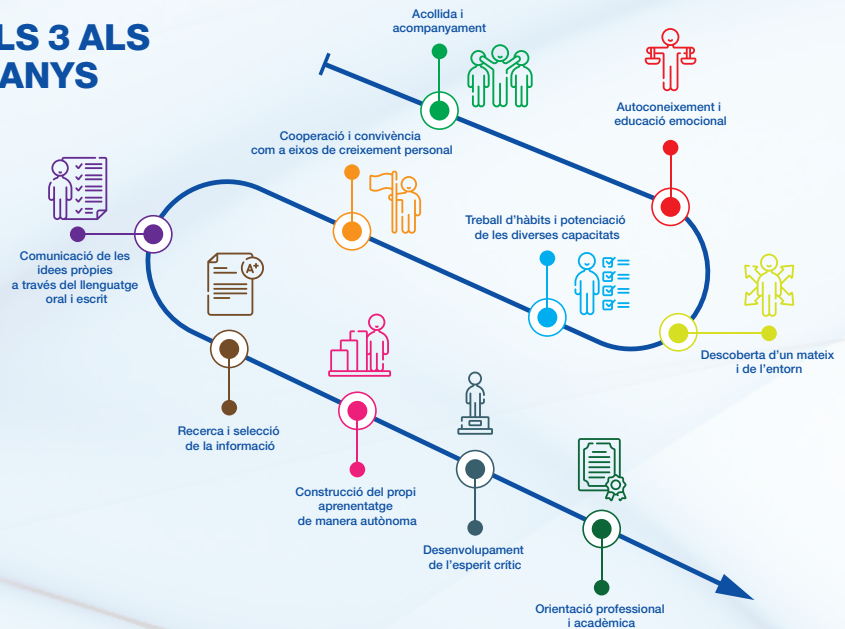 LS 3 ALS
ANYS
Acollida i
acompanyament
Autoconeixement i
educació emocional
Cooperació i convivència
com a eixos de creixement personal
Treball d'hàbits i potenciació
de les diverses capacitats
Descoberta d'un mateix
i de l'entorn
Comunicació de les
idees pròpies
a través del llenguatge
oral i escrit
A+
Recerca i selecció
de la informació
Construcció del propi
aprenentatge
de manera autònoma
Desenvolupament
de l'esperit crític
Orientació professional
i acadèmica